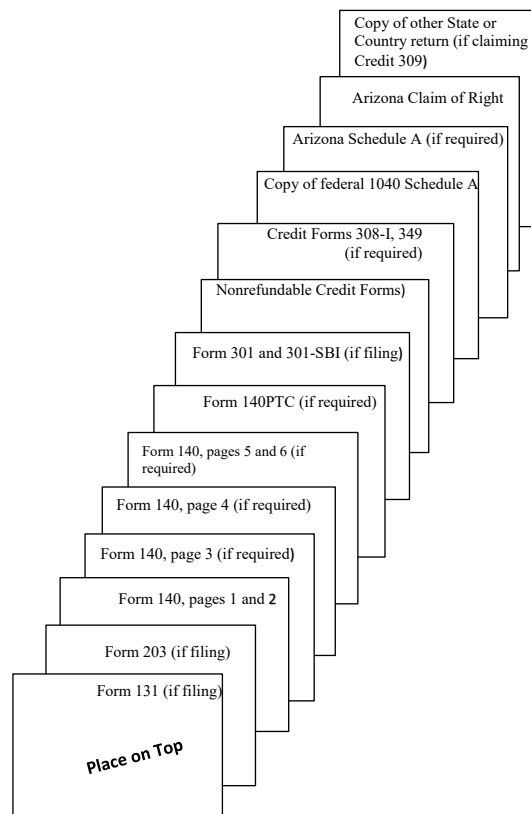 Copy of other State or
Country return (if claiming
Credit 309)
Arizona Claim of Right
Arizona Schedule A (if required)
Copy of federal 1040 Schedule A
Credit Forms 308-I, 349
(if required)
Nonrefundable Credit Forms)
Form 301 and 301-SBI (if filing)
Form 140PTC (if required)
Form 140, pages 5 and 6 (if
required)
Form 140, page 4 (if required)
Form 140, page 3 (if required)
Form 140, pages 1 and 2
Form 203 (if filing)
Form 131 (if filing)
Place on Top